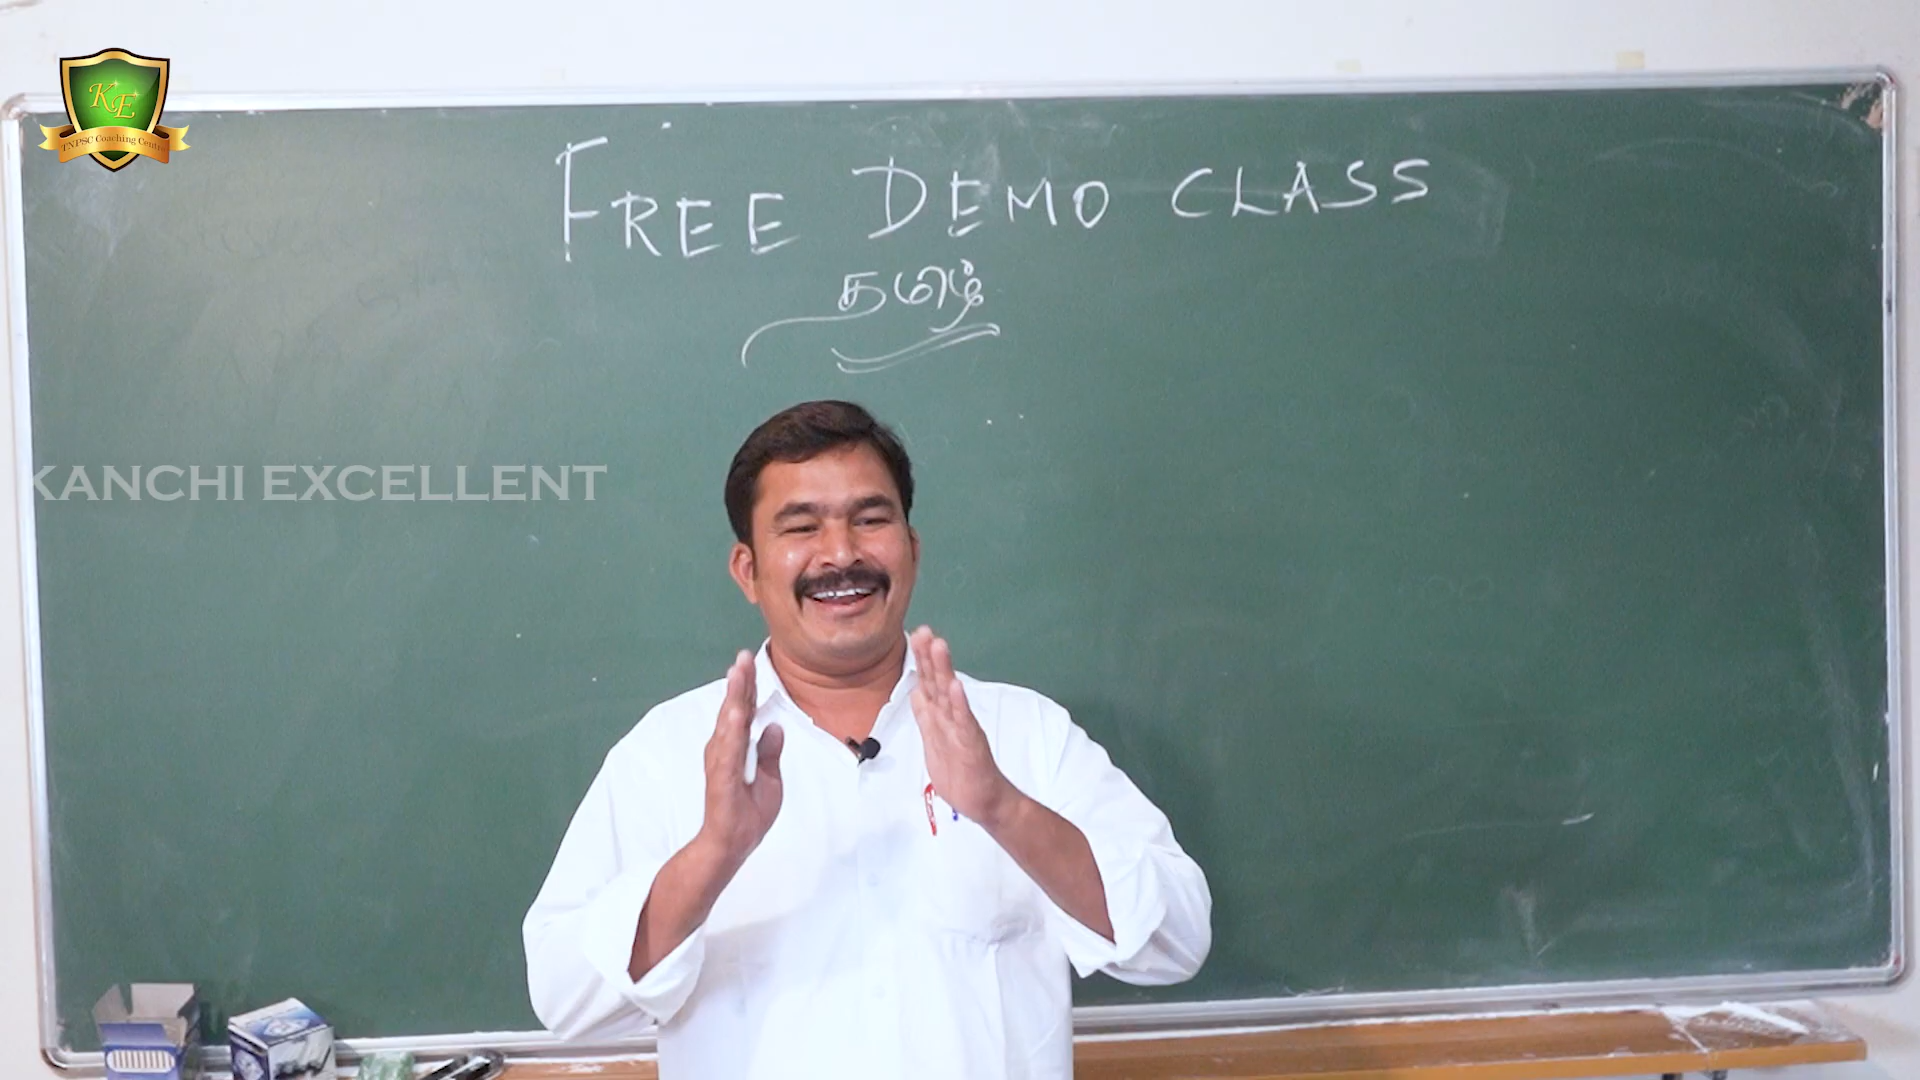 KE
TNPSC Coaching Centre
FREE DEMO CLASS
தமிழ்
KANCHI EXCELLENT